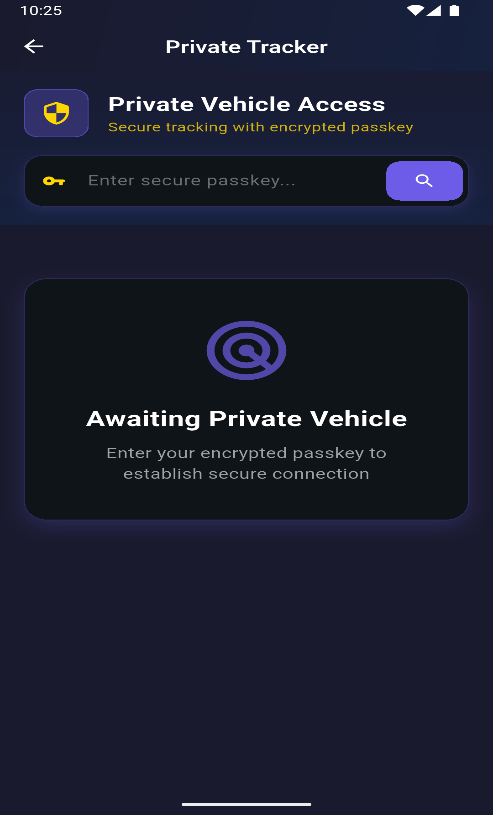 10:25
Private Tracker
Private Vehicle Access
Secure tracking with encrypted passkey
Enter secure passkey...
Awaiting Private Vehicle
Enter your encrypted passkey to
establish secure connection